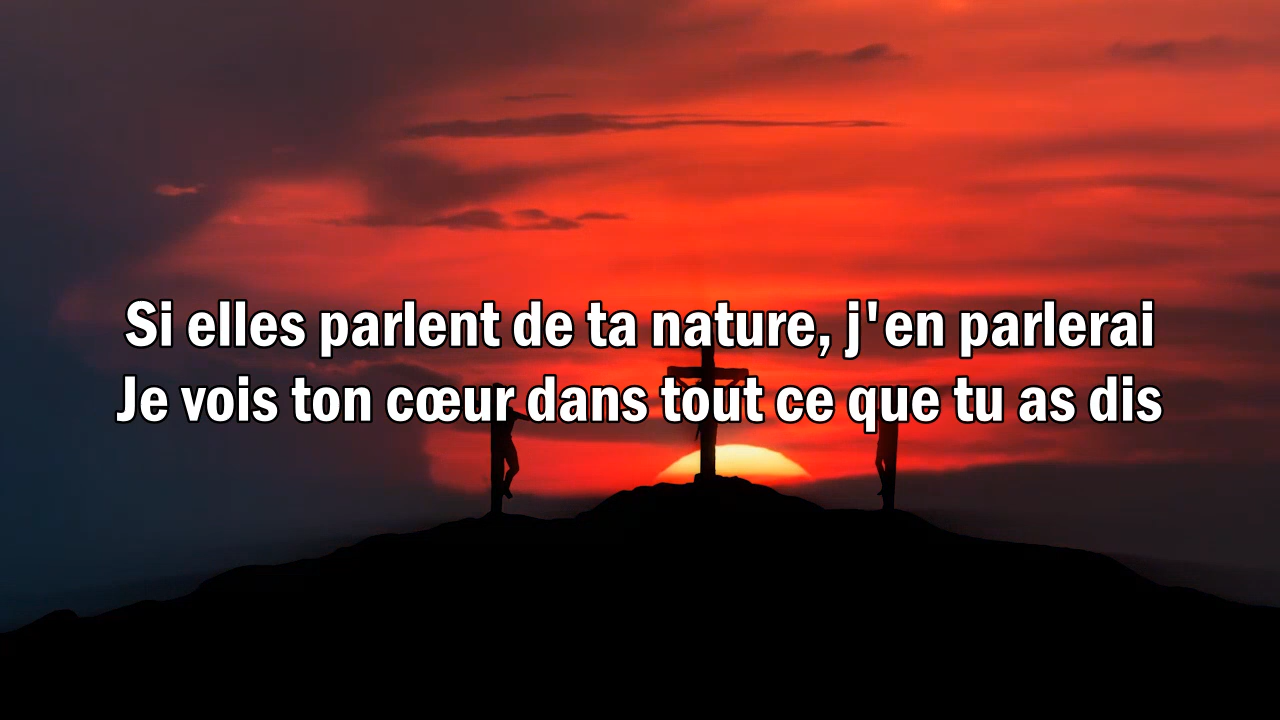 Si elles parlent de ta nature, j'en parlerai
Je vois ton cœur dans tout ce que tu as dis